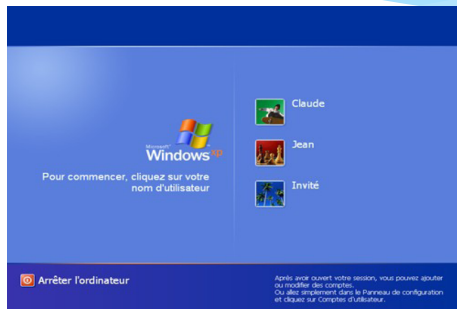 Microsoft
Windows xp
Pour commencer, cliquez sur votre
nom d'utilisateur
Claude
Jean
Invité
Arrêter l'ordinateur
Après avoir ouvert votre session, vous pouvez ajouter
ou modifier des comptes.
Ou allez simplement dans le Panneau de configuration
et cliquez sur Comptes d'utilisateur.